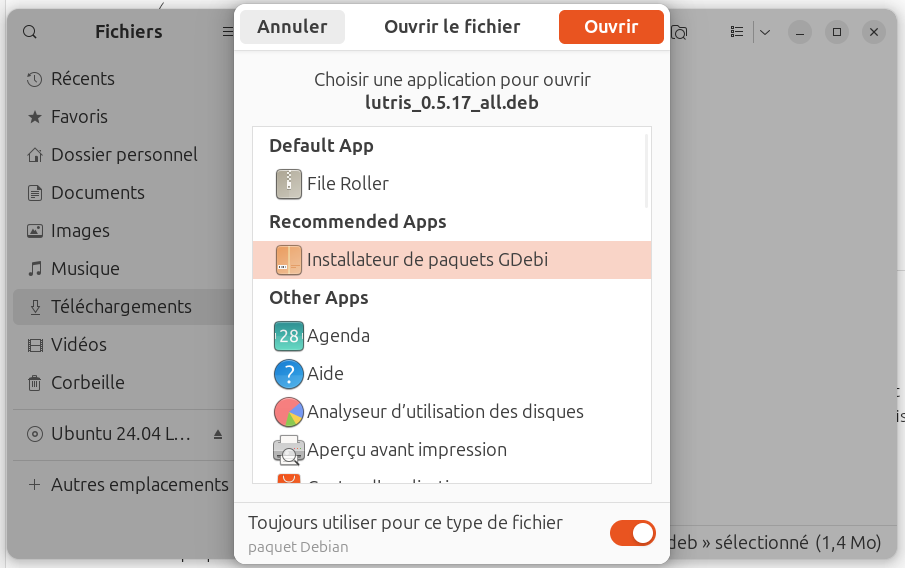 Fichiers
Annuler
Ouvrir le fichier
Ouvrir
Récents
Favoris
Dossier personnel
Documents
Images
Musique
Téléchargements
Vidéos
Corbeille
Ubuntu 24.04 L…
Autres emplacements
Choisir une application pour ouvrir
lutris_0.5.17_all.deb
Default App
File Roller
Recommended Apps
Installateur de paquets GDebi
Other Apps
28 Agenda
? Aide
Analyseur d’utilisation des disques
Aperçu avant impression
Toujours utiliser pour ce type de fichier
paquet Debian
deb » sélectionné (1,4 Mo)